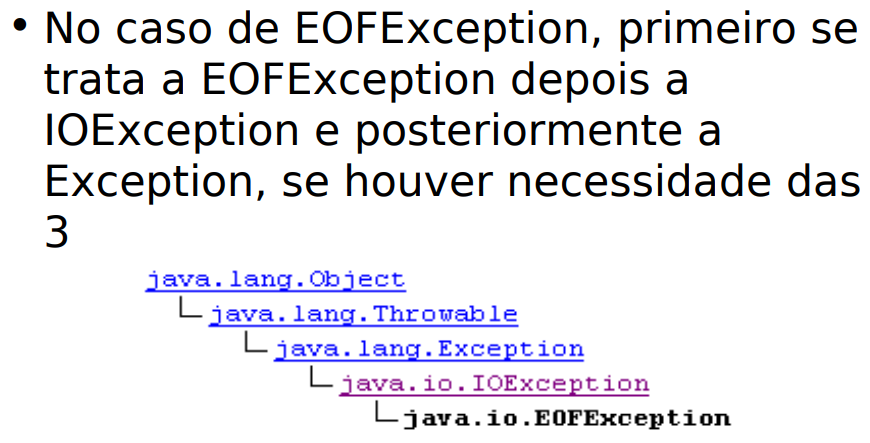 • No caso de EOFException, primeiro se
trata a EOFException depois a
IOException e posteriormente a
Exception, se houver necessidade das
3
java.lang.Object
java.lang.Throwable
java.lang.Exception
java.io.IOException
java.io.EOFException